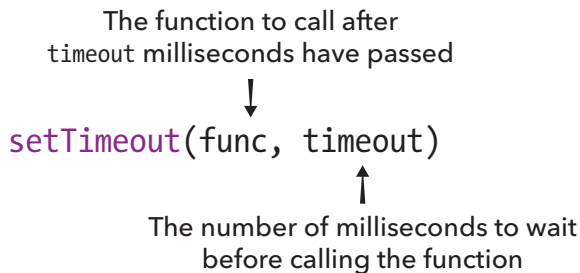 The function to call after
timeout milliseconds have passed
setTimeout(func, timeout)
The number of milliseconds to wait
before calling the function